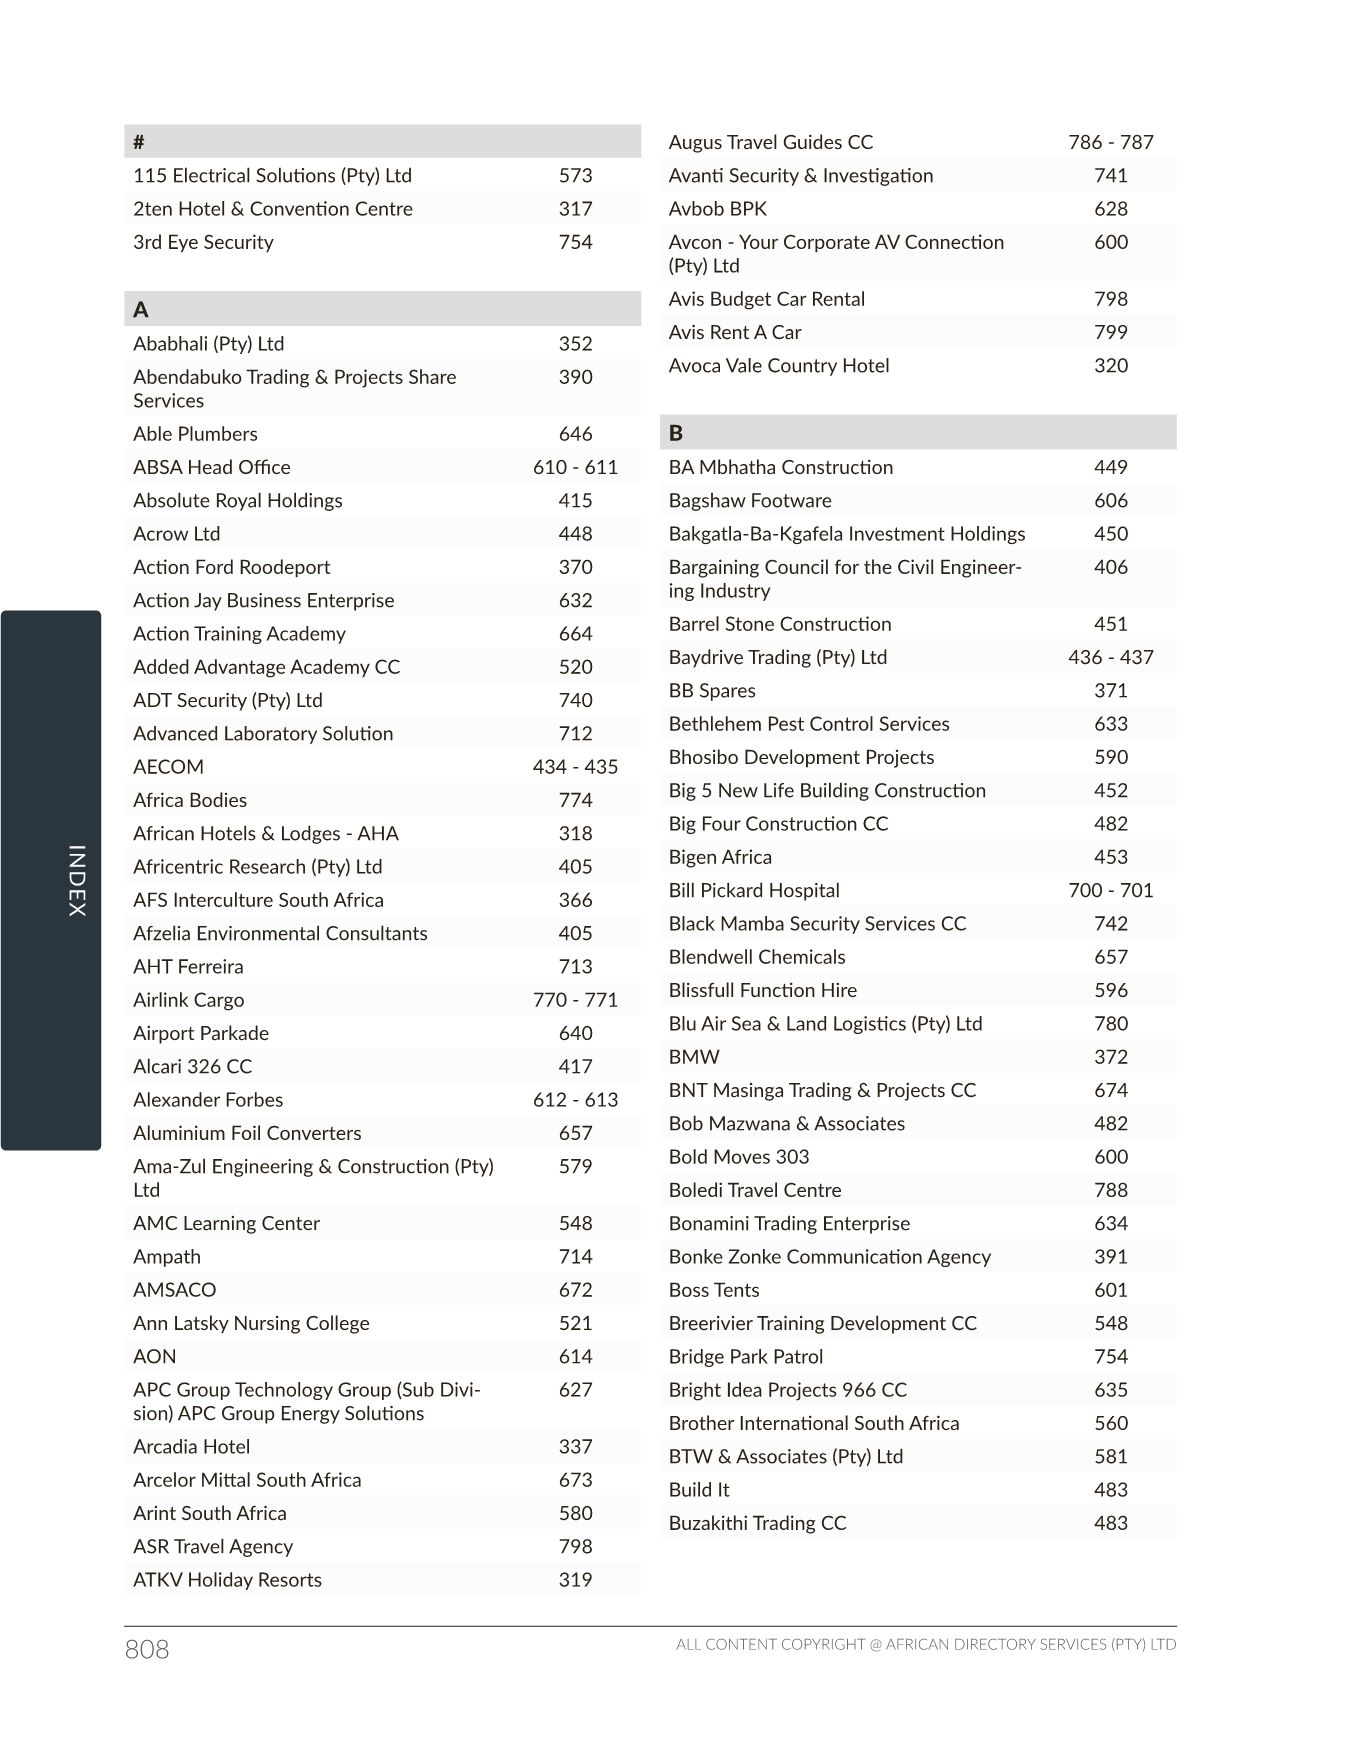 #
115 Electrical Solutions (Pty) Ltd 573
2ten Hotel & Convention Centre 317
3rd Eye Security 754
A
Ababhali (Pty) Ltd 352
Abendabuko Trading & Projects Share 390
Services
Able Plumbers 646
ABSA Head Office 610 - 611
Absolute Royal Holdings 415
Acrow Ltd 448
Action Ford Roodeport 370
Action Jay Business Enterprise 632
Action Training Academy 664
Added Advantage Academy CC 520
ADT Security (Pty) Ltd 740
Advanced Laboratory Solution 712
AECOM 434 - 435
Africa Bodies 774
African Hotels & Lodges - AHA 318
Africentric Research (Pty) Ltd 405
AFS Interculture South Africa 366
Afzelia Environmental Consultants 405
AHT Ferreira 713
Airlink Cargo 770 - 771
Airport Parkade 640
Alcari 326 CC 417
Alexander Forbes 612 - 613
Aluminium Foil Converters 657
Ama-Zul Engineering & Construction (Pty) 579
Ltd
AMC Learning Center 548
Ampath 714
AMSACO 672
Ann Latsky Nursing College 521
AON 614
APC Group Technology Group (Sub Divi- 627
sion) APC Group Energy Solutions
Arcadia Hotel 337
Arcelor Mittal South Africa 673
Arint South Africa 580
ASR Travel Agency 798
ATKV Holiday Resorts 319
Augus Travel Guides CC 786 - 787
Avanti Security & Investigation 741
Avbob BPK 628
Avcon - Your Corporate AV Connection 600
(Pty) Ltd
Avis Budget Car Rental 798
Avis Rent A Car 799
Avoca Vale Country Hotel 320
B
BA Mbhatha Construction 449
Bagshaw Footware 606
Bakgatla-Ba-Kgafela Investment Holdings 450
Bargaining Council for the Civil Engineer- 406
ing Industry
Barrel Stone Construction 451
Baydrive Trading (Pty) Ltd 436 - 437
BB Spares 371
Bethlehem Pest Control Services 633
Bhosibo Development Projects 590
Big 5 New Life Building Construction 452
Big Four Construction CC 482
Bigen Africa 453
Bill Pickard Hospital 700 - 701
Black Mamba Security Services CC 742
Blendwell Chemicals 657
Blissfull Function Hire 596
Blu Air Sea & Land Logistics (Pty) Ltd 780
BMW 372
BNT Masinga Trading & Projects CC 674
Bob Mazwana & Associates 482
Bold Moves 303 600
Boledi Travel Centre 788
Bonamini Trading Enterprise 634
Bonke Zonke Communication Agency 391
Boss Tents 601
Breerivier Training Development CC 548
Bridge Park Patrol 754
Bright Idea Projects 966 CC 635
Brother International South Africa 560
BTW & Associates (Pty) Ltd 581
Build It 483
Buzakithi Trading CC 483
INDEX
808
ALL CONTENT COPYRIGHT @ AFRICAN DIRECTORY SERVICES (PTY) LTD